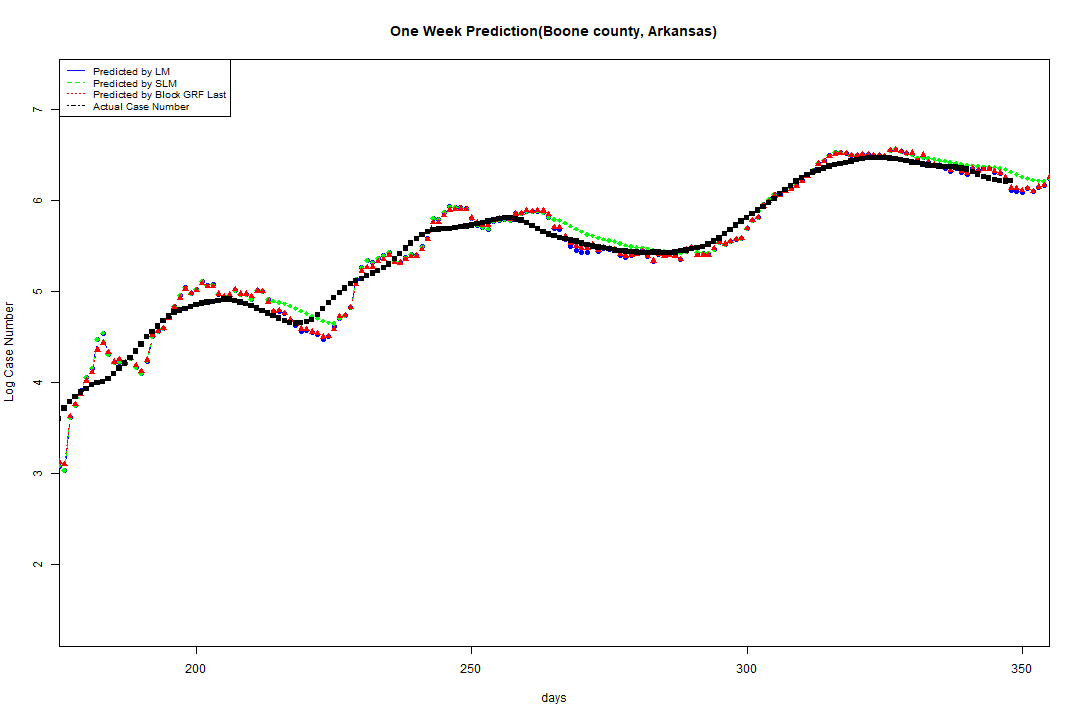 One Week Prediction(Boone county, Arkansas)
Predicted by LM
Predicted by SLM
Predicted by Block GRF Last
Actual Case Number
7
6
5
4
3
2
Log Case Number
200 250 300 350
days